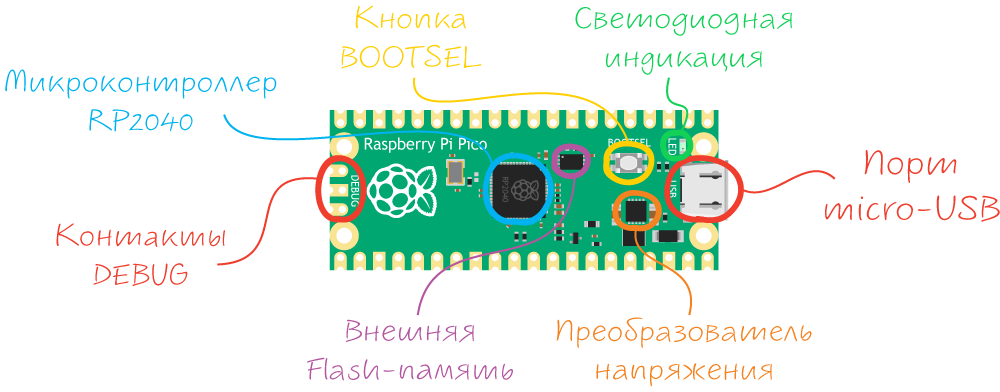 Кнопка
BOOTSEL
Светодиодная
индикация
Микроконтроллер
RP2040
Raspberry Pi Pico
BOOTSEL
LED
DEBUG
RP2040
USB
Порт
micro-USB
Контакты
DEBUG
Внешняя
Flash-память
Преобразователь
напряжения